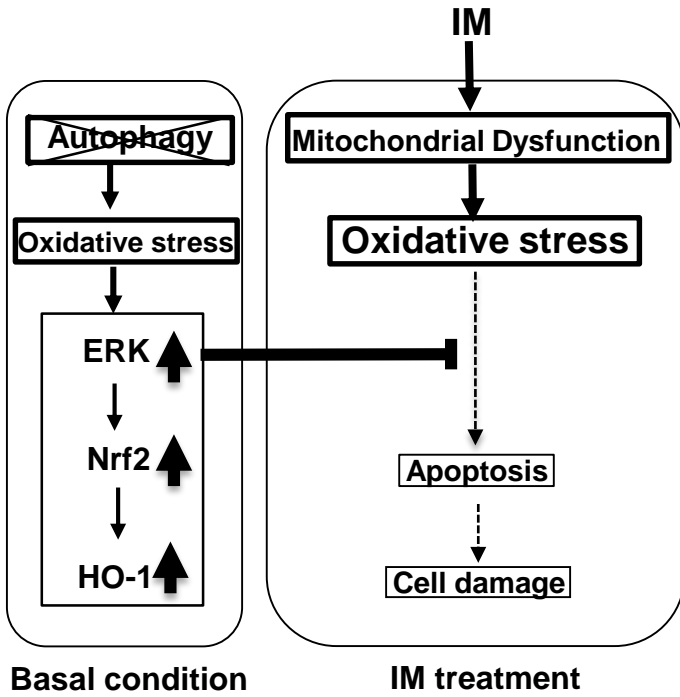 IM
Autophagy
Oxidative stress
ERK
Nrf2
HO-1
Basal condition
Mitochondrial Dysfunction
Oxidative stress
Apoptosis
Cell damage
IM treatment